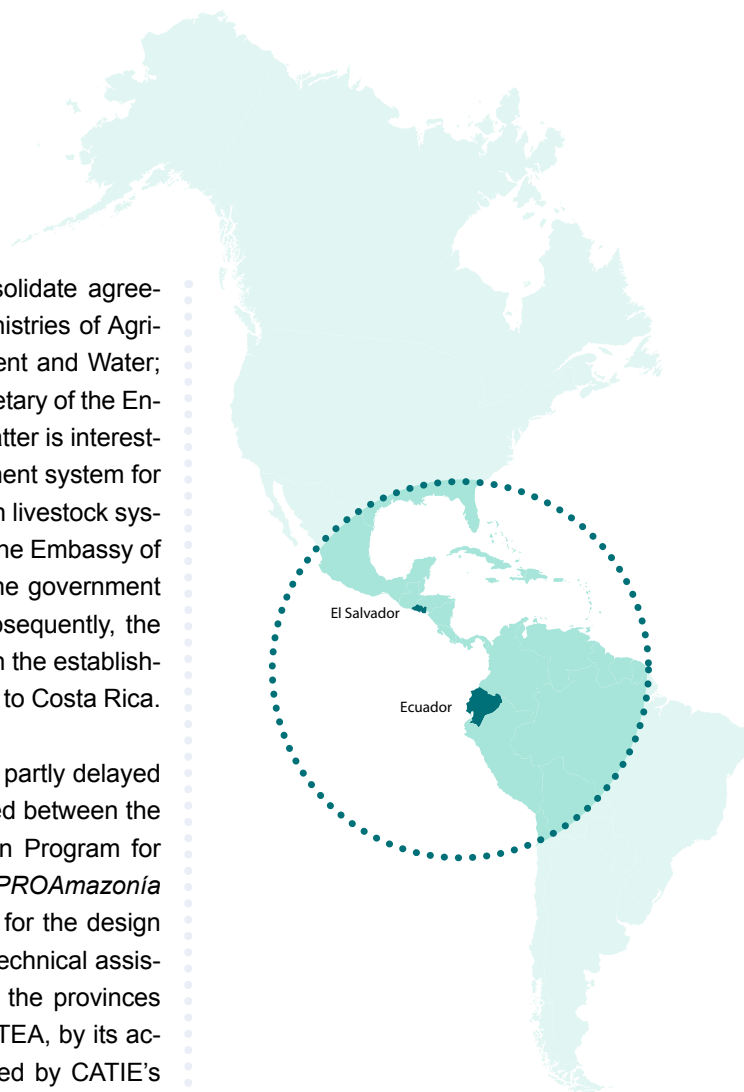 solidate agree-
nistries of Agri-
ent and Water;
etary of the En-
atter is interest-
nent system for
n livestock sys-
he Embassy of
ne government
bsequently, the
n the establish-
to Costa Rica.
partly delayed
ed between the
n Program for
PROAmazonía
for the design
echnical assis-
the provinces
TEA, by its ac-
ed by CATIE's
El Salvador
Ecuador